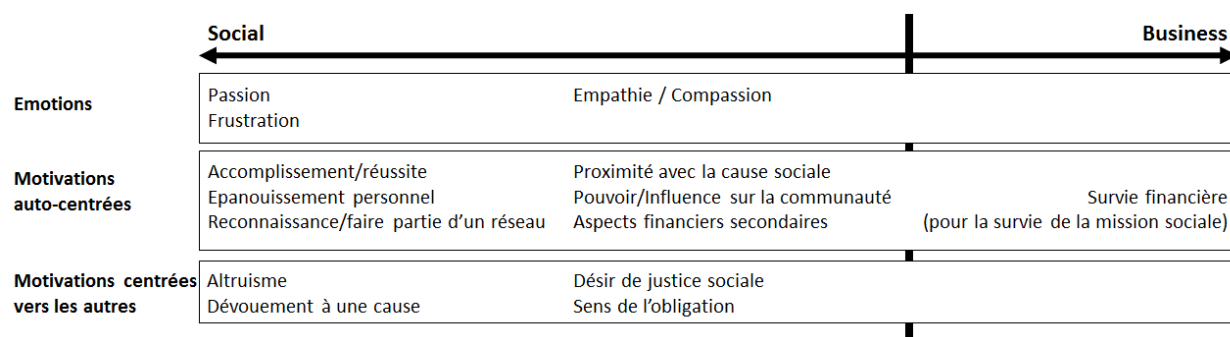 Social Business
Emotions
Passion Empathie / Compassion
Frustration
Motivations
auto-centrées
Accomplissement/réussite Proximité avec la cause sociale
Epanouissement personnel Pouvoir/Influence sur la communauté Survie financière
Reconnaissance/faire partie d'un réseau Aspects financiers secondaires (pour la survie de la mission sociale)
Motivations centrées
vers les autres
Altruisme Désir de justice sociale
Dévouement à une cause Sens de l'obligation